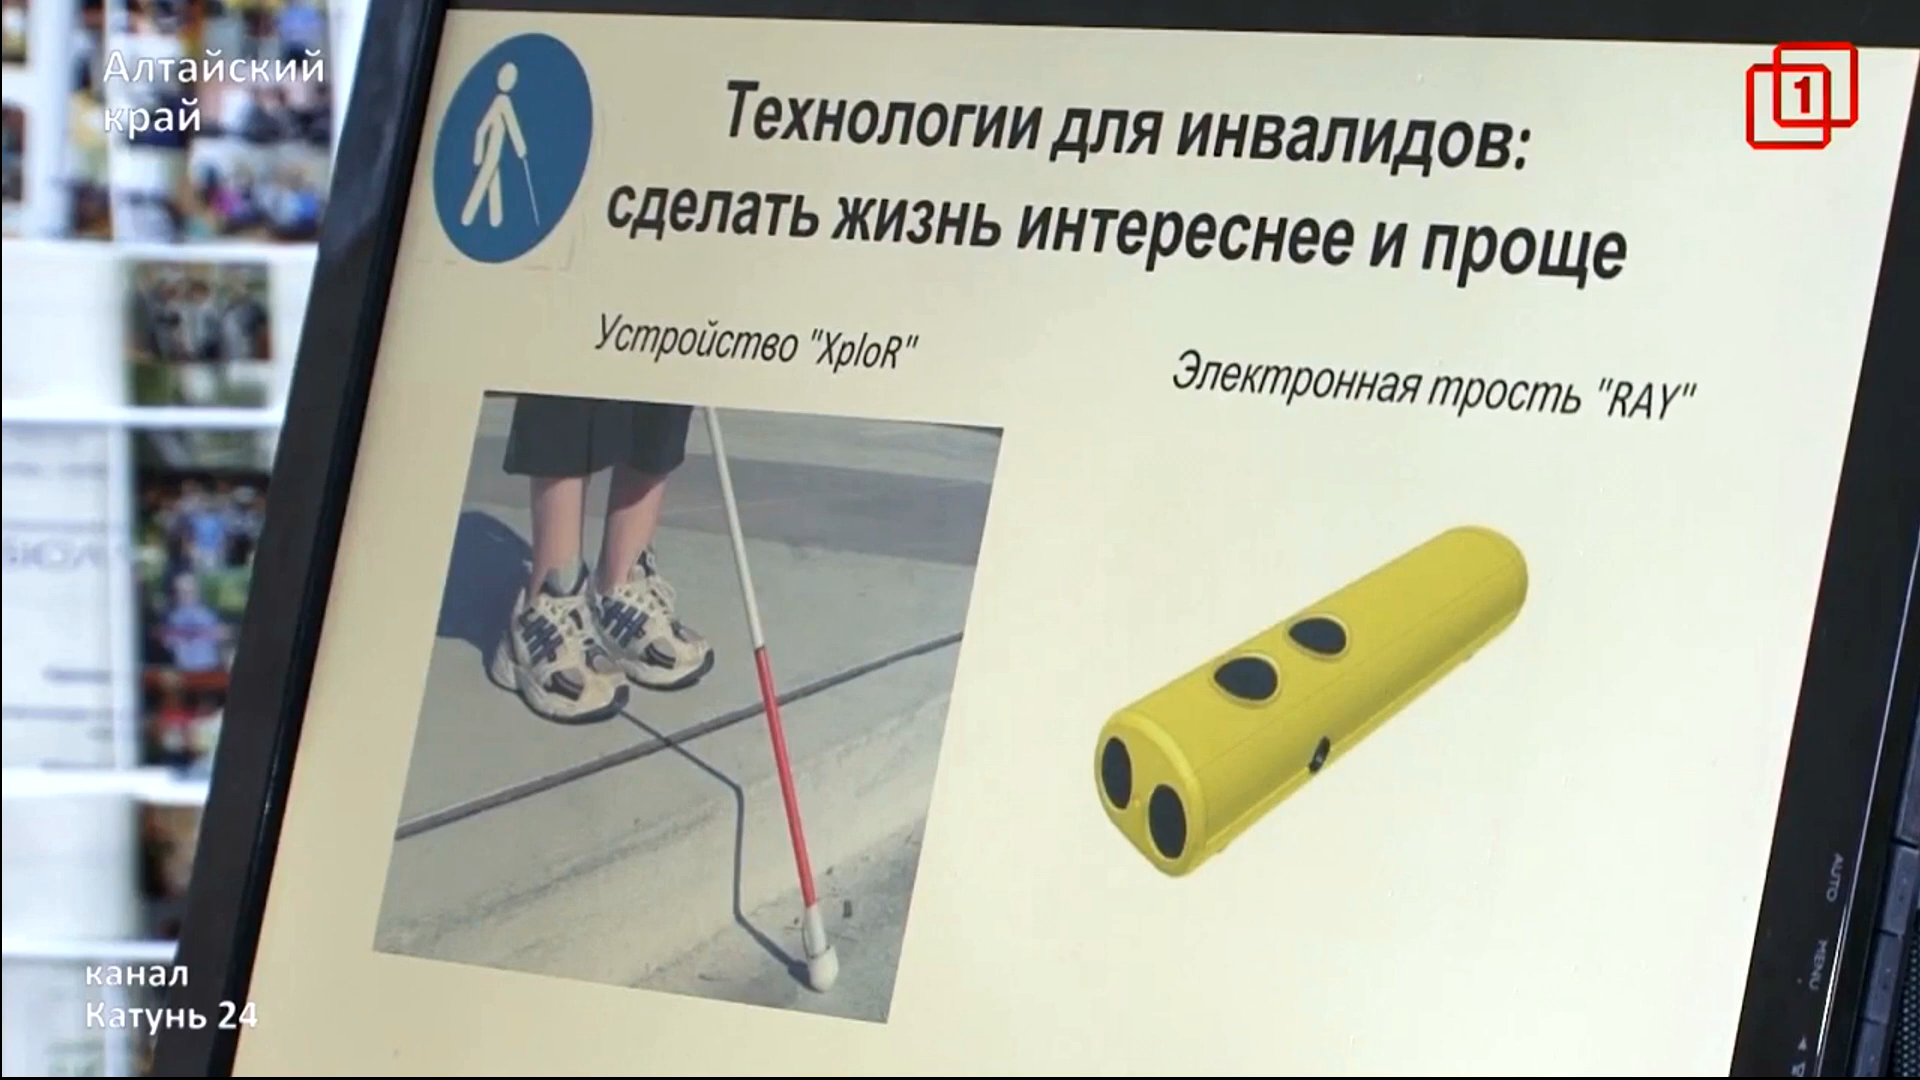 Алтайский
край
1
Технологии для инвалидов:
сделать жизнь интереснее и проще
Устройство "XploR"
Электронная трость "RAY"
AUTO
MENU
канал
Катунь 24